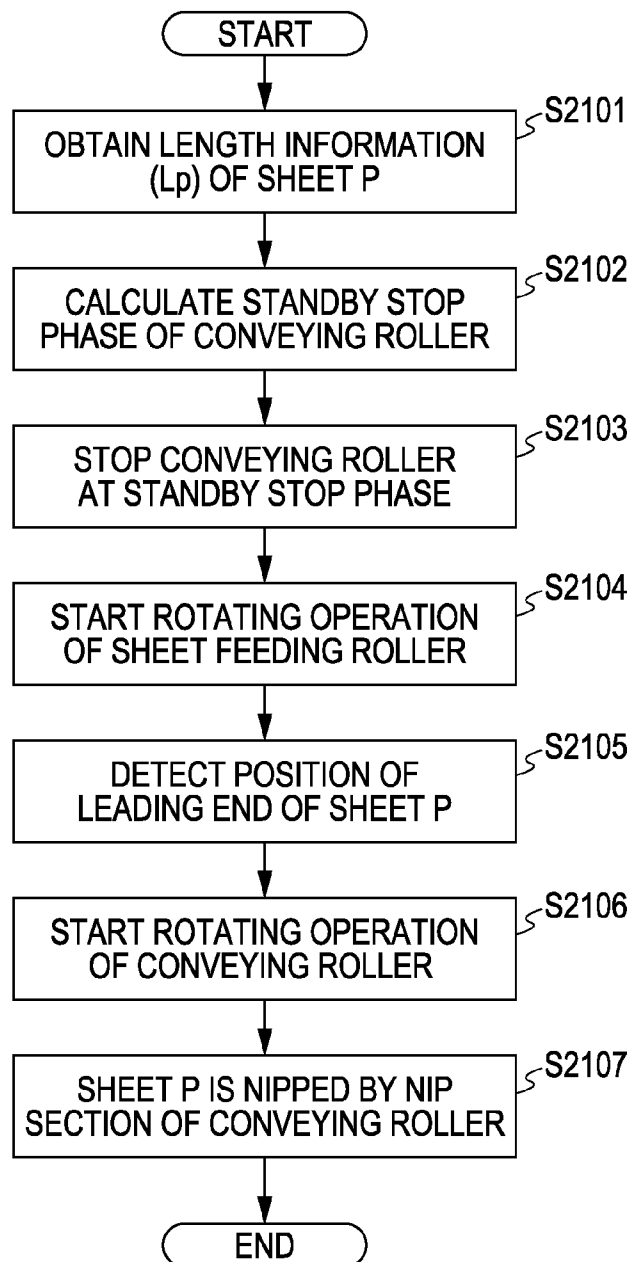 START
S2101
OBTAIN LENGTH INFORMATION
(Lp) OF SHEET P
S2102
CALCULATE STANDBY STOP
PHASE OF CONVEYING ROLLER
S2103
STOP CONVEYING ROLLER
AT STANDBY STOP PHASE
S2104
START ROTATING OPERATION
OF SHEET FEEDING ROLLER
S2105
DETECT POSITION OF
LEADING END OF SHEET P
S2106
START ROTATING OPERATION
OF CONVEYING ROLLER
S2107
SHEET P IS NIPPED BY NIP
SECTION OF CONVEYING ROLLER
END